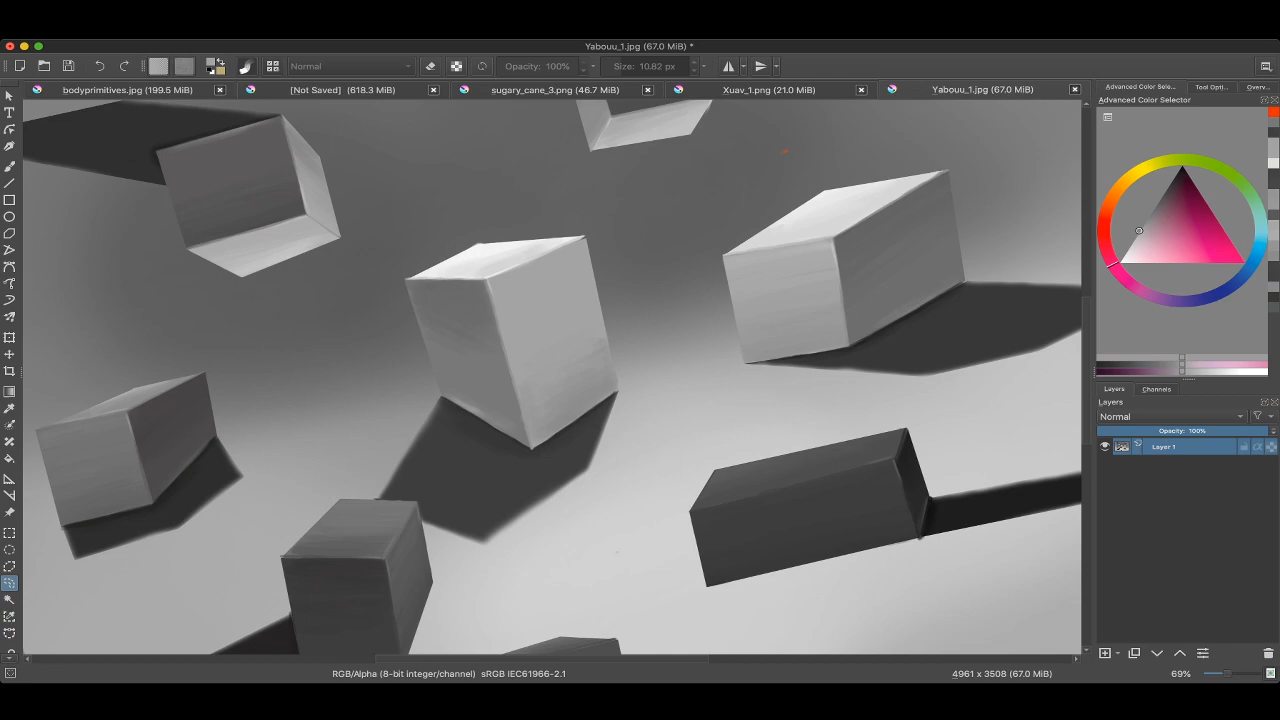 Yabouu_1.jpg (67.0 MiB) *
Normal
Opacity: 100%
Size: 10.82 px
bodyprimitives.jpg (199.5 MiB)
[Not Saved] (618.3 MiB)
sugary_cane_3.png (46.7 MiB)
Xuav_1.png (21.0 MiB)
Yabouu_1.jpg (67.0 MiB)
Advanced Color Sele...
Tool Opti...
Overv...
Advanced Color Selector
Layers
Channels
Layers
Normal
Opacity: 100%
Layer 1
RGB/Alpha (8-bit integer/channel) sRGB IEC61966-2.1
4961 x 3508 (67.0 MiB)
69%